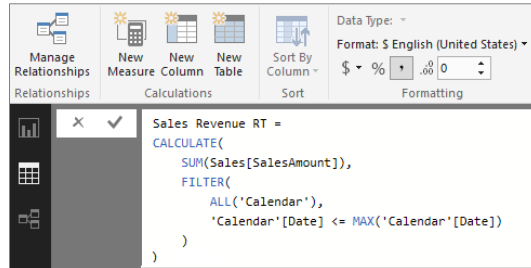 Manage
Relationships
New
Measure
New
Column
New
Table
Sort By
Column
Data Type:
Format: $ English (United States)
$ % , .00 0
Relationships
Calculations
Sort
Formatting
Sales Revenue RT =
CALCULATE(
SUM(Sales[SalesAmount]),
FILTER(
ALL('Calendar'),
'Calendar'[Date] <= MAX('Calendar'[Date])
)
)